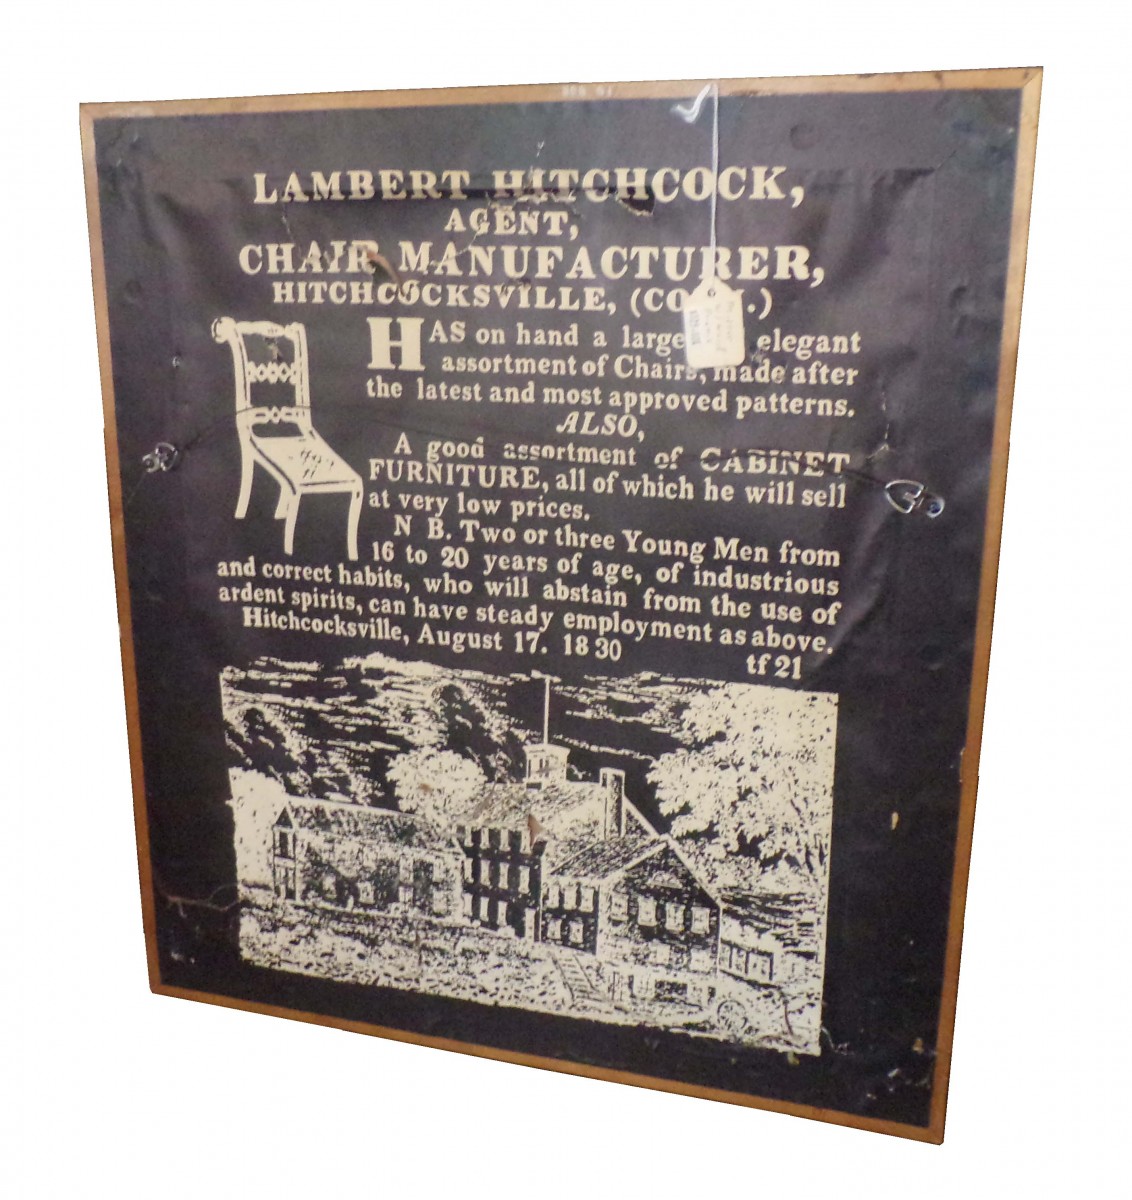 LAMBERT HITCHCOCK,
AGENT,
CHAIR MANUFACTURER,
HITCHCOCKSVILLE, (CO .)
HAS on hand a large elegant
assortment of Chairs, made after
the latest and most approved patterns.
ALSO,
A good assortment of CABINET
FURNITURE, all of which he will sell
at very low prices.
N B. Two or three Young Men from
16 to 20 years of age, of industrious
and correct habits, who will abstain from the use of
ardent spirits, can have steady employment as above.
Hitchcocksville, August 17. 1830
tf 21